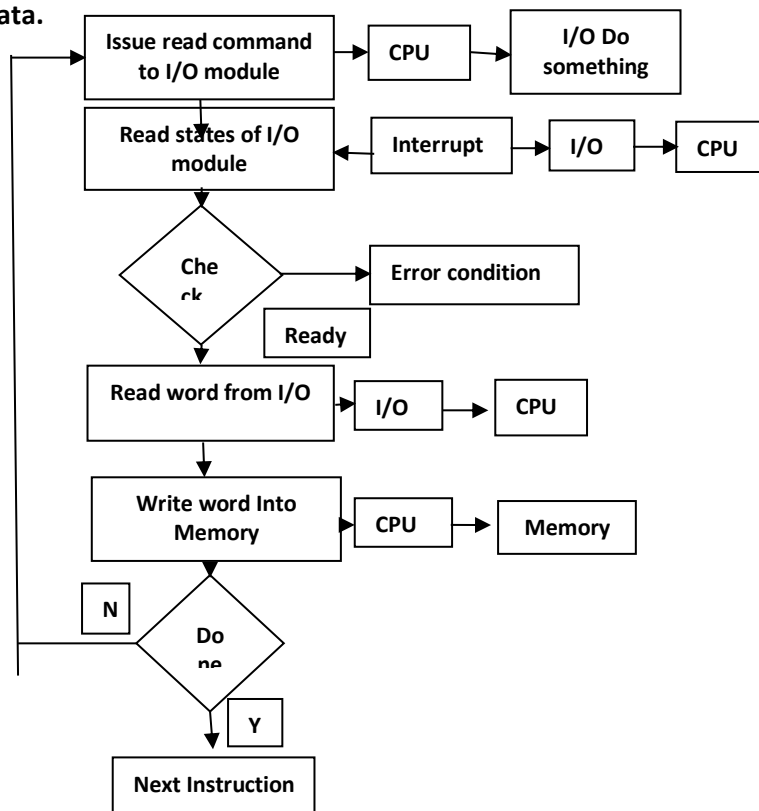 ata.
Issue read command
to I/O module
CPU
I/O Do
something
Read states of I/O
module
Interrupt
I/O
CPU
Che
ck
Error condition
Ready
Read word from I/O
I/O
CPU
Write word Into
Memory
CPU
Memory
N
Do
ne
Y
Next Instruction